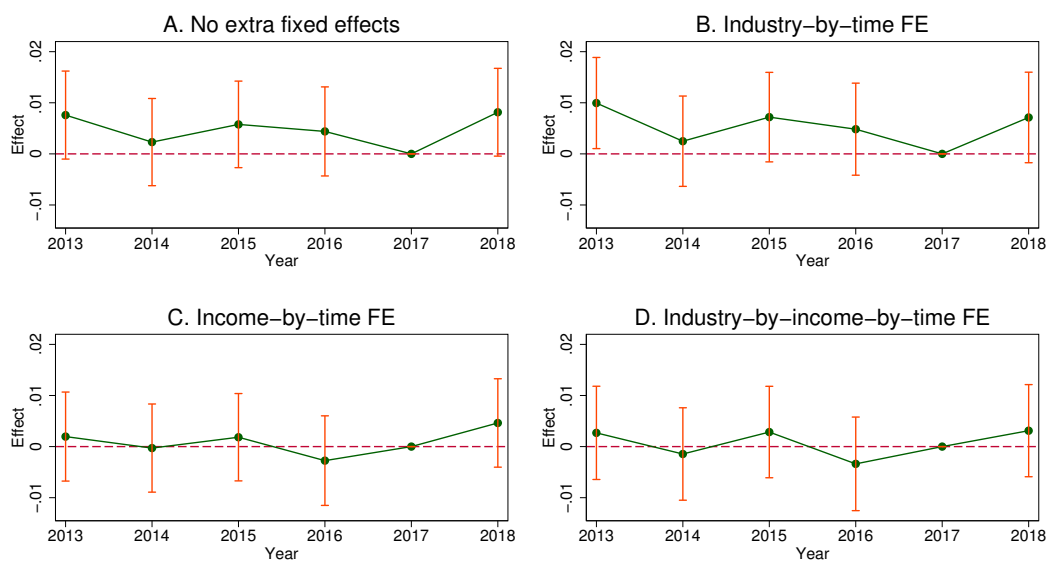 A. No extra fixed effects
.02
.01
0
−.01
Effect
2013 2014 2015 2016 2017 2018
Year
B. Industry−by−time FE
.02
.01
0
−.01
Effect
2013 2014 2015 2016 2017 2018
Year
C. Income−by−time FE
.02
.01
0
−.01
Effect
2013 2014 2015 2016 2017 2018
Year
D. Industry−by−income−by−time FE
.02
.01
0
−.01
Effect
2013 2014 2015 2016 2017 2018
Year